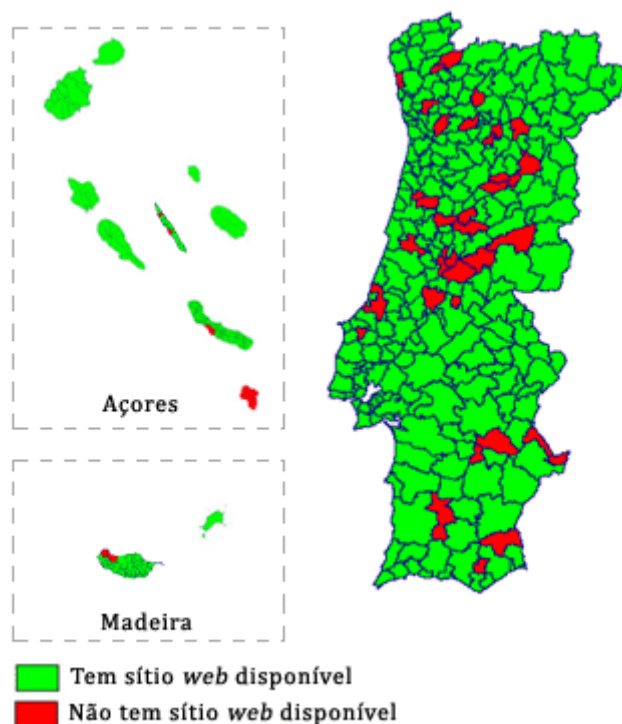 Açores
Madeira
Tem sítio web disponível
Não tem sítio web disponível